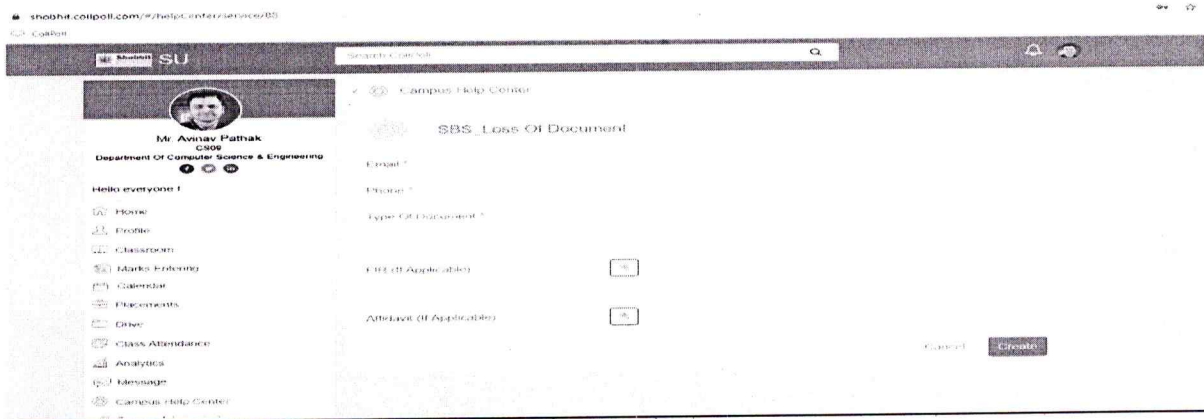 shobhit.collpoll.com/#/helpCenter/service/85
CollPoll
Shobhit SU
Search CollPoll
Mr. Avinav Pathak
CS09
Department Of Computer Science & Engineering
Hello everyone !
Home
Profile
Classroom
Marks Entering
Calendar
Placements
Drive
Class Attendance
Analytics
Message
Campus Help Center
Campus Help Center
SBS_Loss Of Document
Email *
Phone *
Type Of Document *
FIR (If Applicable)
Affidavit (If Applicable)
Cancel Create